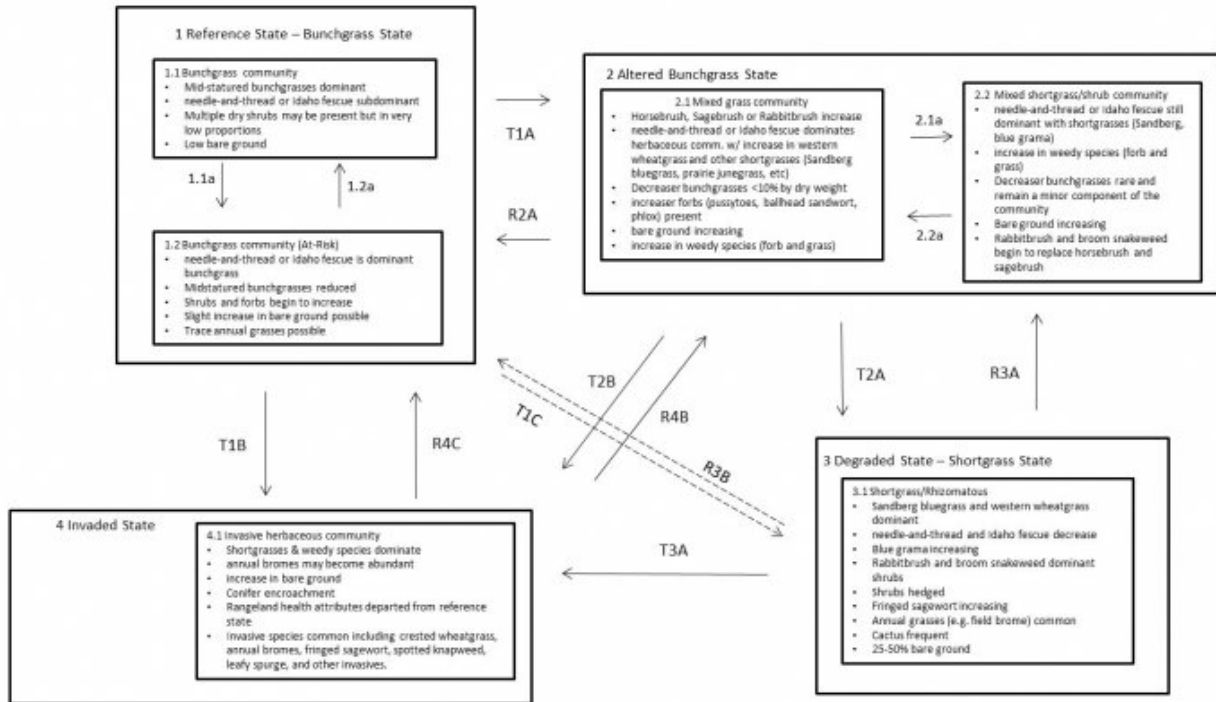 1 Reference State – Bunchgrass State
1.1 Bunchgrass community
• Mid-statured bunchgrasses dominant
• needle-and-thread or Idaho fescue subdominant
• Multiple dry shrubs may be present but in very
low proportions
• Low bare ground
1.1a
1.2a
1.2 Bunchgrass community (At-Risk)
• needle-and-thread or Idaho fescue is dominant
bunchgrass
• Midstatured bunchgrasses reduced
• Shrubs and forbs begin to increase
• Slight increase in bare ground possible
• Trace annual grasses possible
T1A
R2A
2 Altered Bunchgrass State
2.1 Mixed grass community
• Horsebrush, Sagebrush or Rabbitbrush increase
• needle-and-thread or Idaho fescue dominates
herbaceous comm. w/ increase in western
wheatgrass and other shortgrasses (Sandberg
bluegrass, prairie junegrass, etc)
• Decreaser bunchgrasses <10% by dry weight
• increaser forbs (pussytoes, ballhead sandwort,
phlox) present
• bare ground increasing
• increase in weedy species (forb and grass)
2.1a
2.2a
2.2 Mixed shortgrass/shrub community
• needle-and-thread or Idaho fescue still
dominant with shortgrasses (Sandberg,
blue grama)
• increase in weedy species (forb and
grass)
• Decreaser bunchgrasses rare and
remain a minor component of the
community
• Bare ground increasing
• Rabbitbrush and broom snakeweed
begin to replace horsebrush and
sagebrush
T1B
R4C
T2B
R4B
T1C
R3B
T2A
R3A
4 Invaded State
4.1 Invasive herbaceous community
• Shortgrasses & weedy species dominate
• annual bromes may become abundant
• increase in bare ground
• Conifer encroachment
• Rangeland health attributes departed from reference
state
• Invasive species common including crested wheatgrass,
annual bromes, fringed sagewort, spotted knapweed,
leafy spurge, and other invasives.
T3A
3 Degraded State – Shortgrass State
3.1 Shortgrass/Rhizomatous
• Sandberg bluegrass and western wheatgrass
dominant
• needle-and-thread and Idaho fescue decrease
• Blue grama increasing
• Rabbitbrush and broom snakeweed dominant
shrubs
• Shrubs hedged
• Fringed sagewort increasing
• Annual grasses (e.g. field brome) common
• Cactus frequent
• 25-50% bare ground